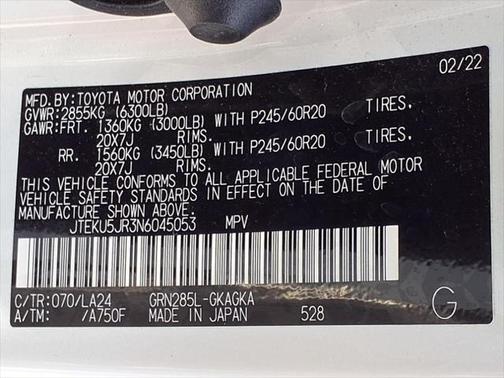 MFD. BY: TOYOTA MOTOR CORPORATION 02/22
GVWR: 2855KG (6300LB)
GAWR: FRT. 1360KG (3000LB) WITH P245/60R20 TIRES,
20X7J RIMS,
RR. 1560KG (3450LB) WITH P245/60R20 TIRES,
20X7J RIMS,
THIS VEHICLE CONFORMS TO ALL APPLICABLE FEDERAL MOTOR
VEHICLE SAFETY STANDARDS IN EFFECT ON THE DATE OF
MANUFACTURE SHOWN ABOVE.
JTEKU5JR3N6045053 MPV
C/TR: 070/LA24 GRN285L-GKAGKA
A/TM: /A750F MADE IN JAPAN 528 G